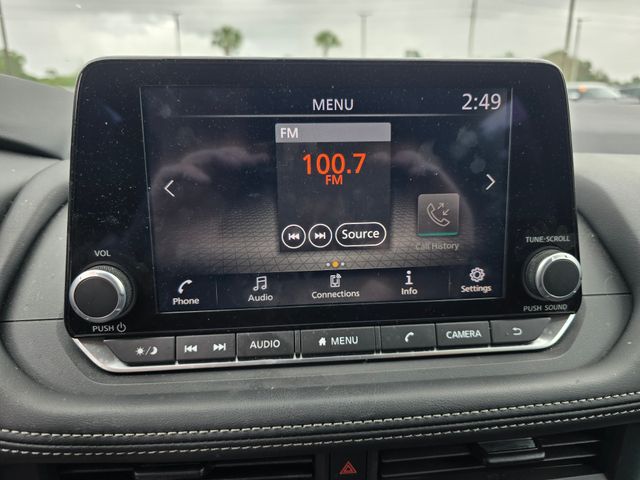 MENU 2:49
FM
100.7
FM
Source
Call History
Phone Audio Connections Info Settings
VOL
PUSH
TUNE·SCROLL
PUSH SOUND
AUDIO MENU CAMERA